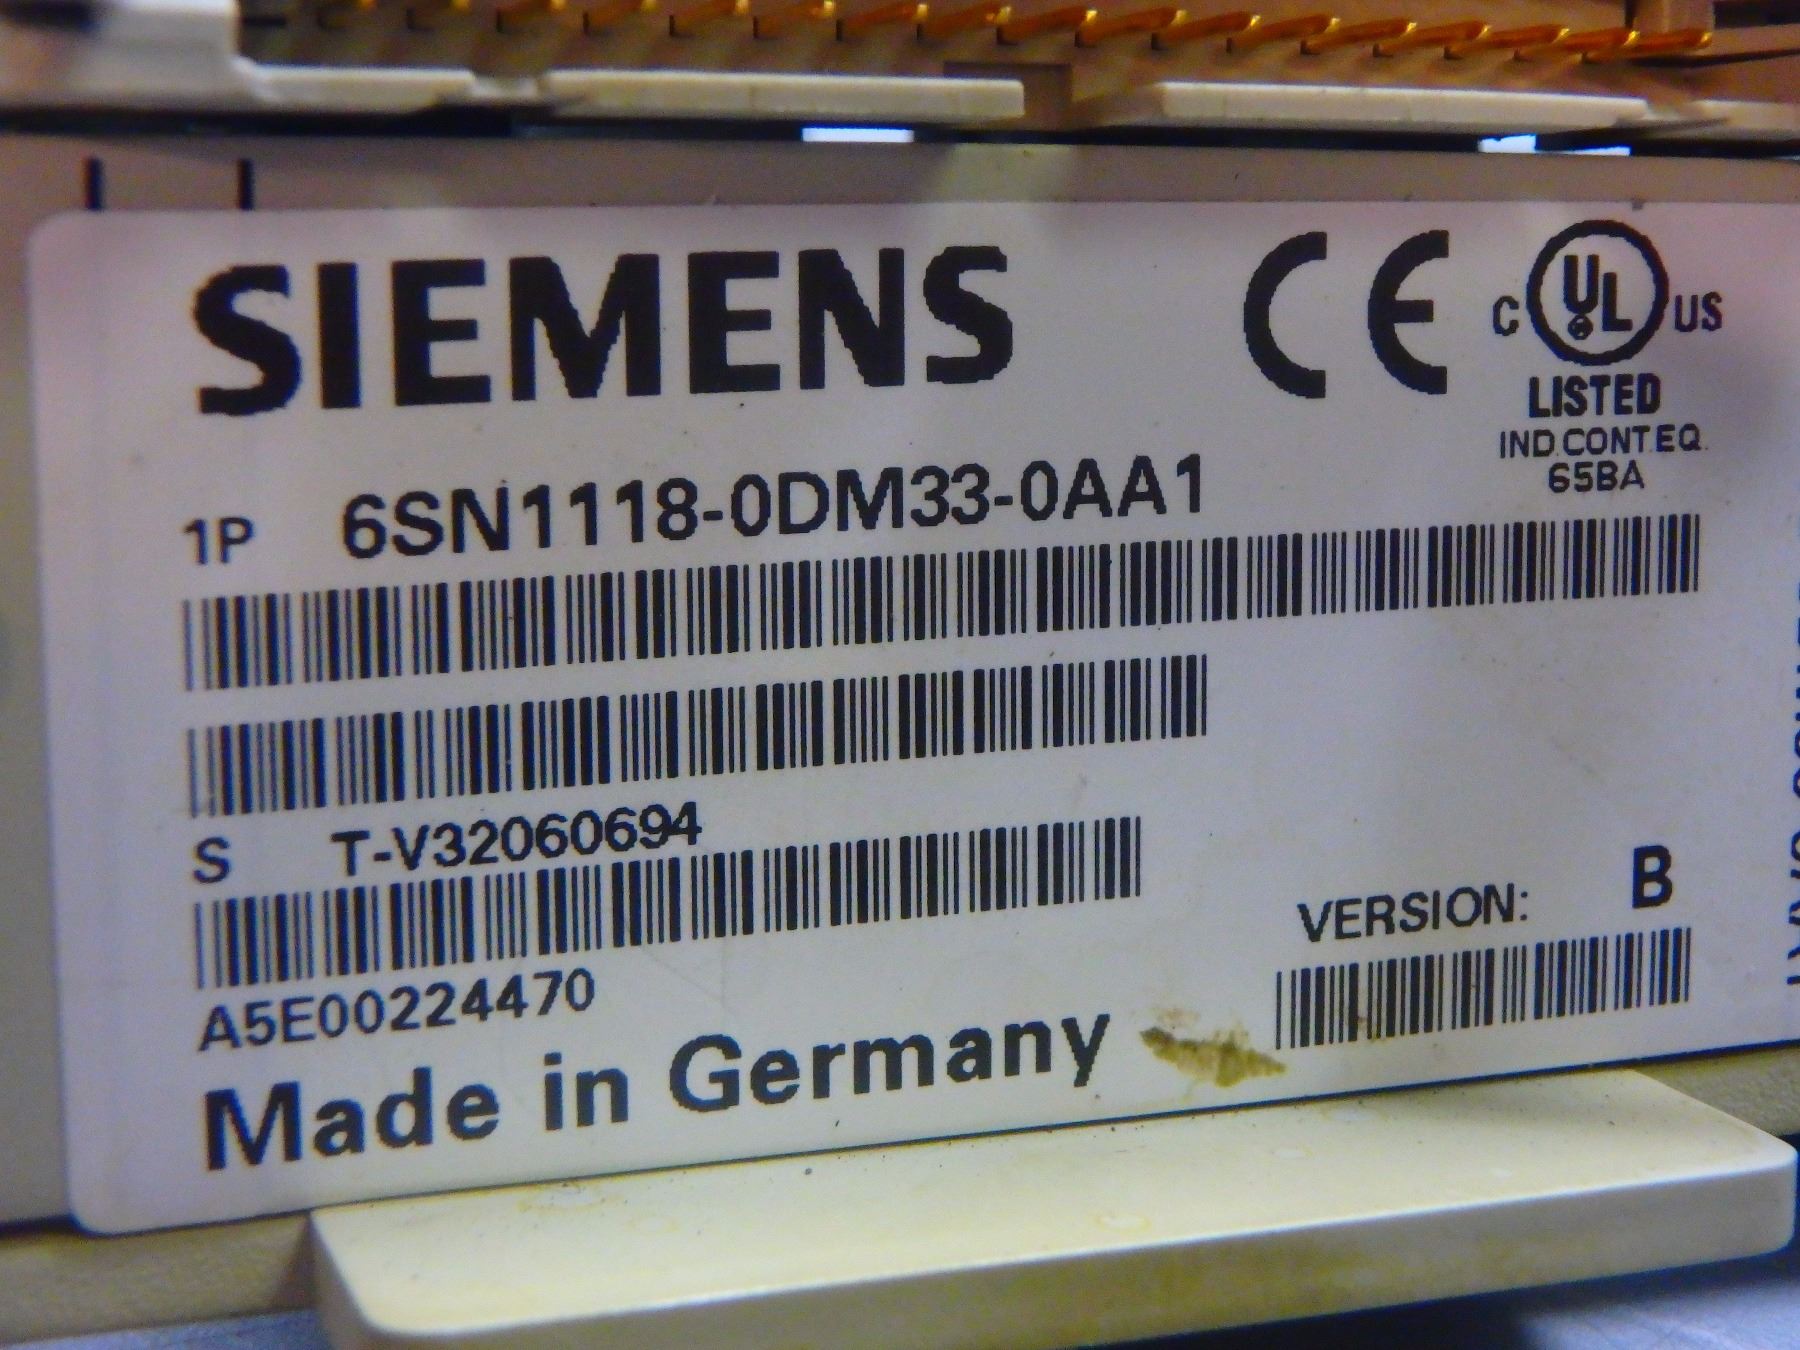 SIEMENS
CE
C UL US
LISTED
IND.CONT.EQ.
65BA
1P 6SN1118-0DM33-0AA1
S T-V32060694
VERSION: B
A5E00224470
Made in Germany